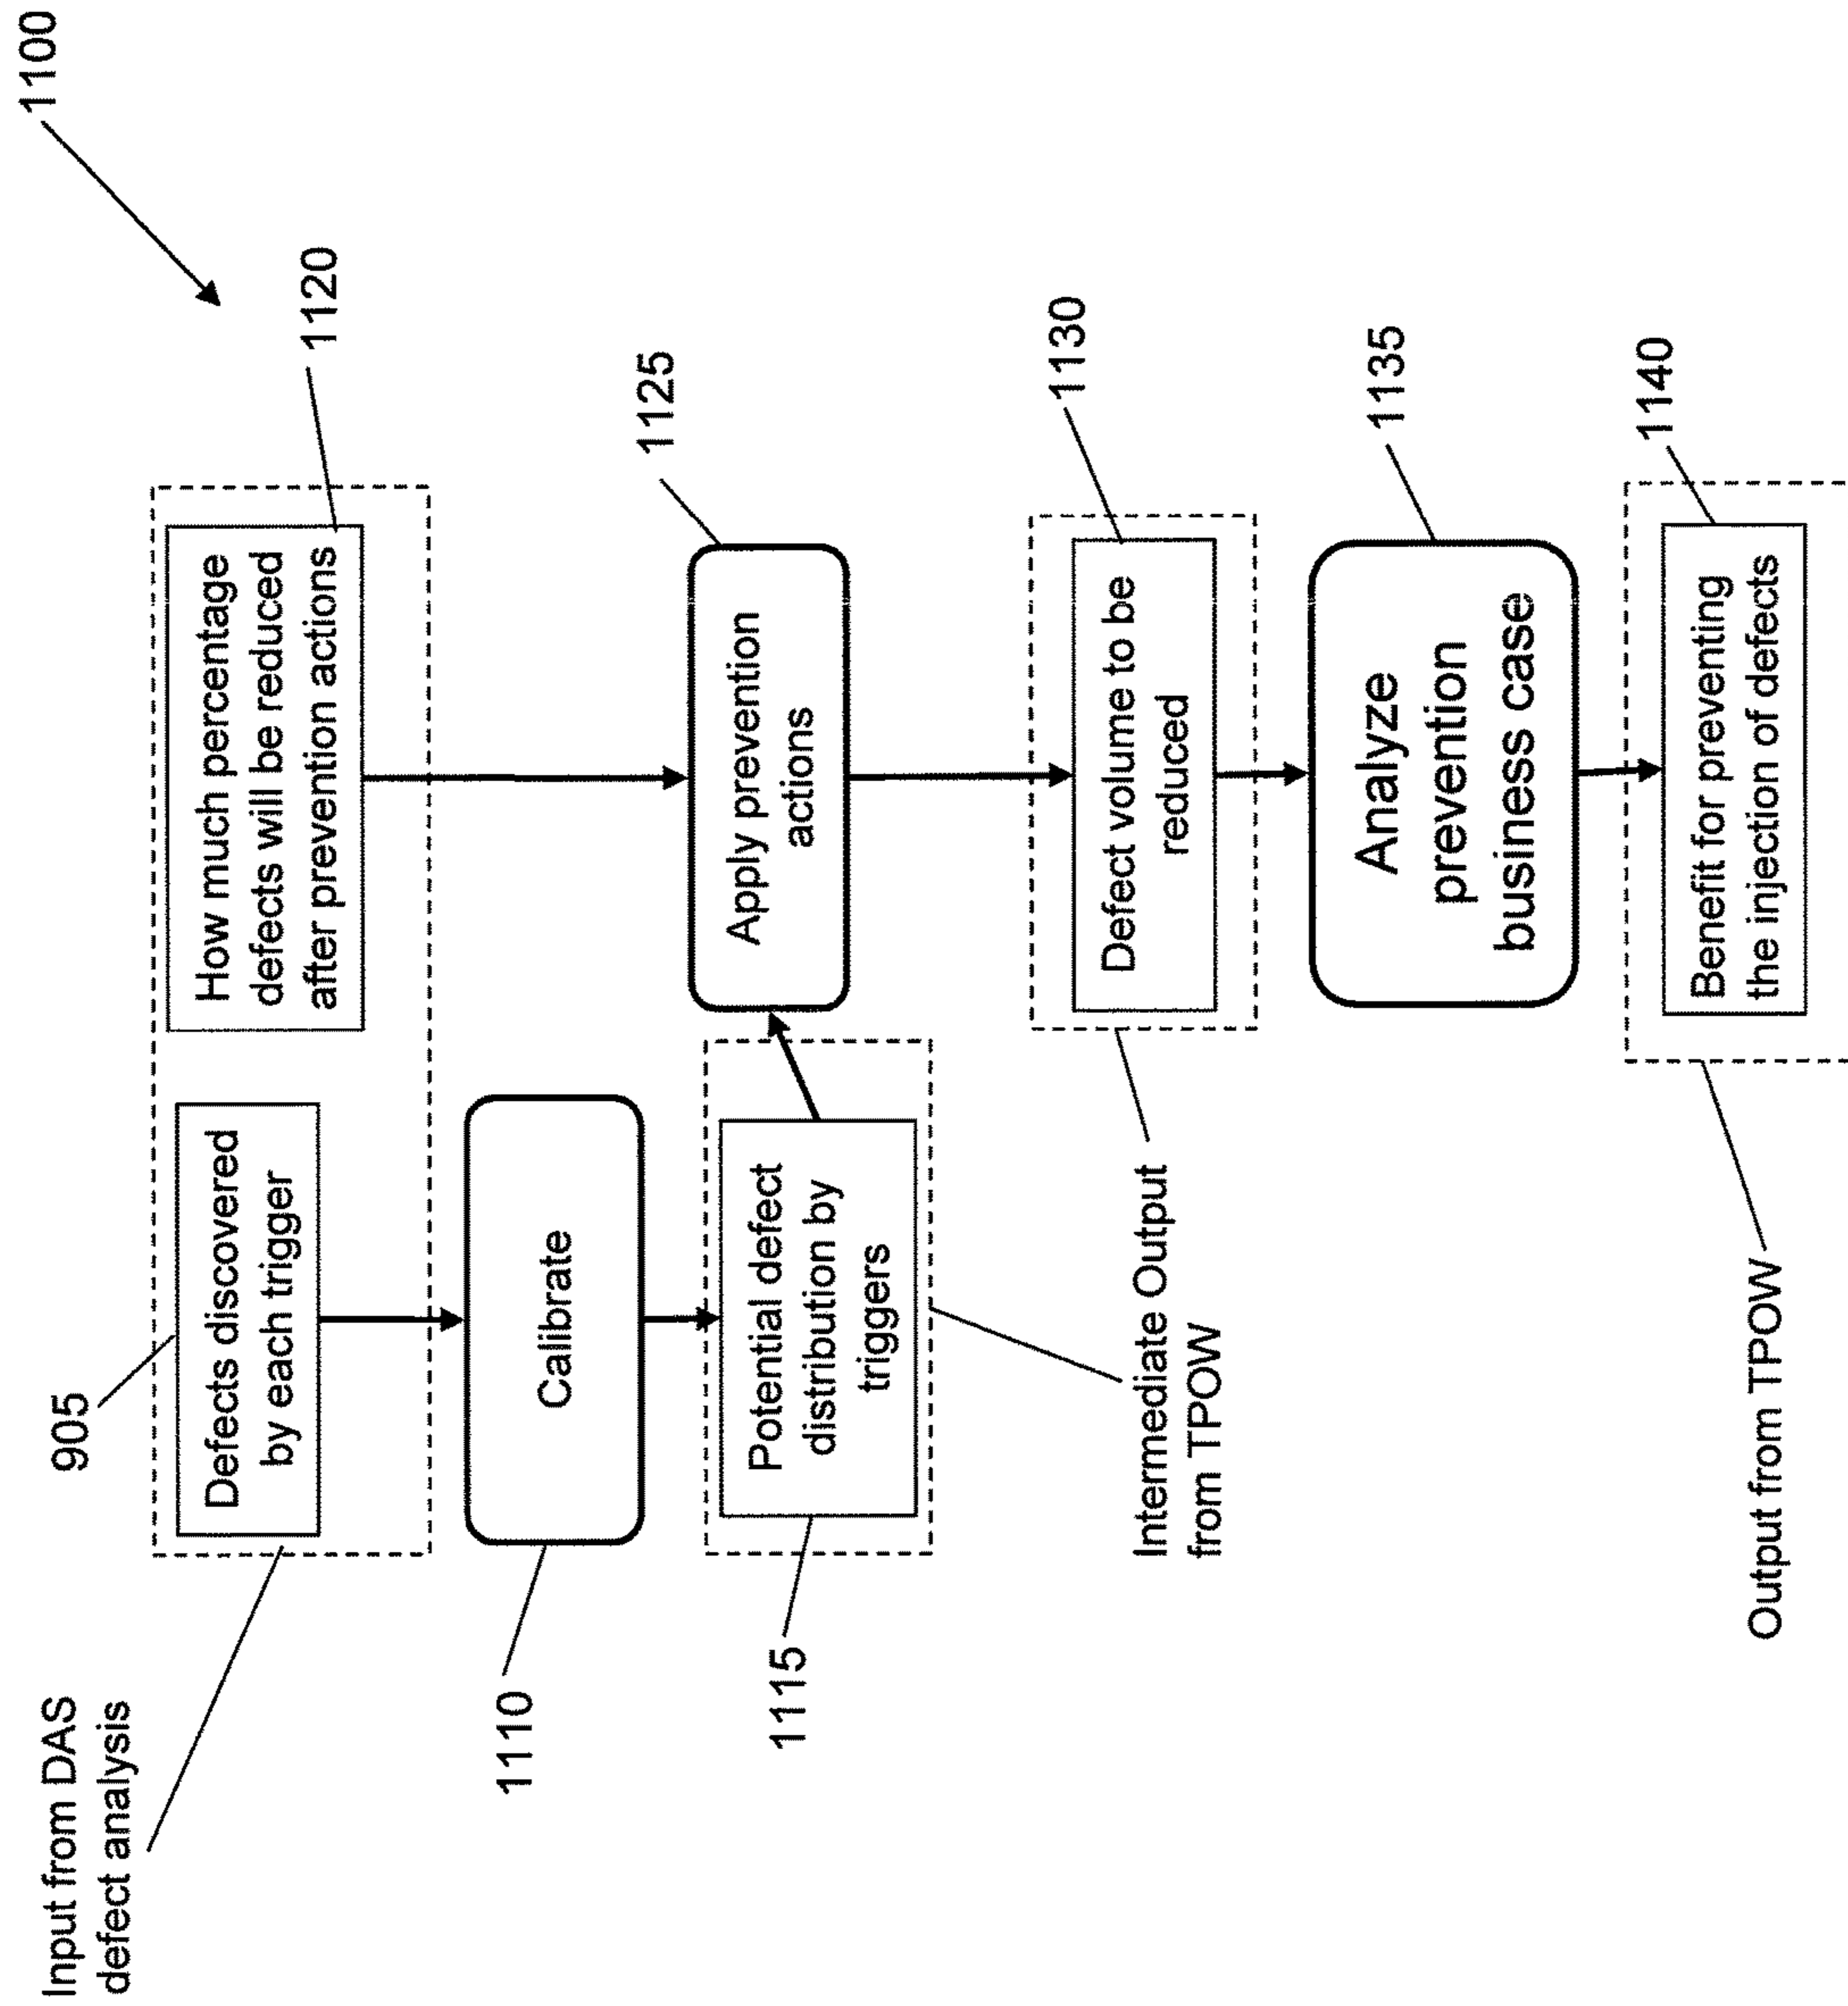 1100
Input from DAS
defect analysis
905
Defects discovered
by each trigger
How much percentage
defects will be reduced
after prevention actions
1120
1110
Calibrate
1115
Potential defect
distribution by
triggers
Apply prevention
actions
1125
Intermediate Output
from TPOW
Defect volume to be
reduced
1130
Analyze
prevention
business case
1135
Output from TPOW
Benefit for preventing
the injection of defects
1140